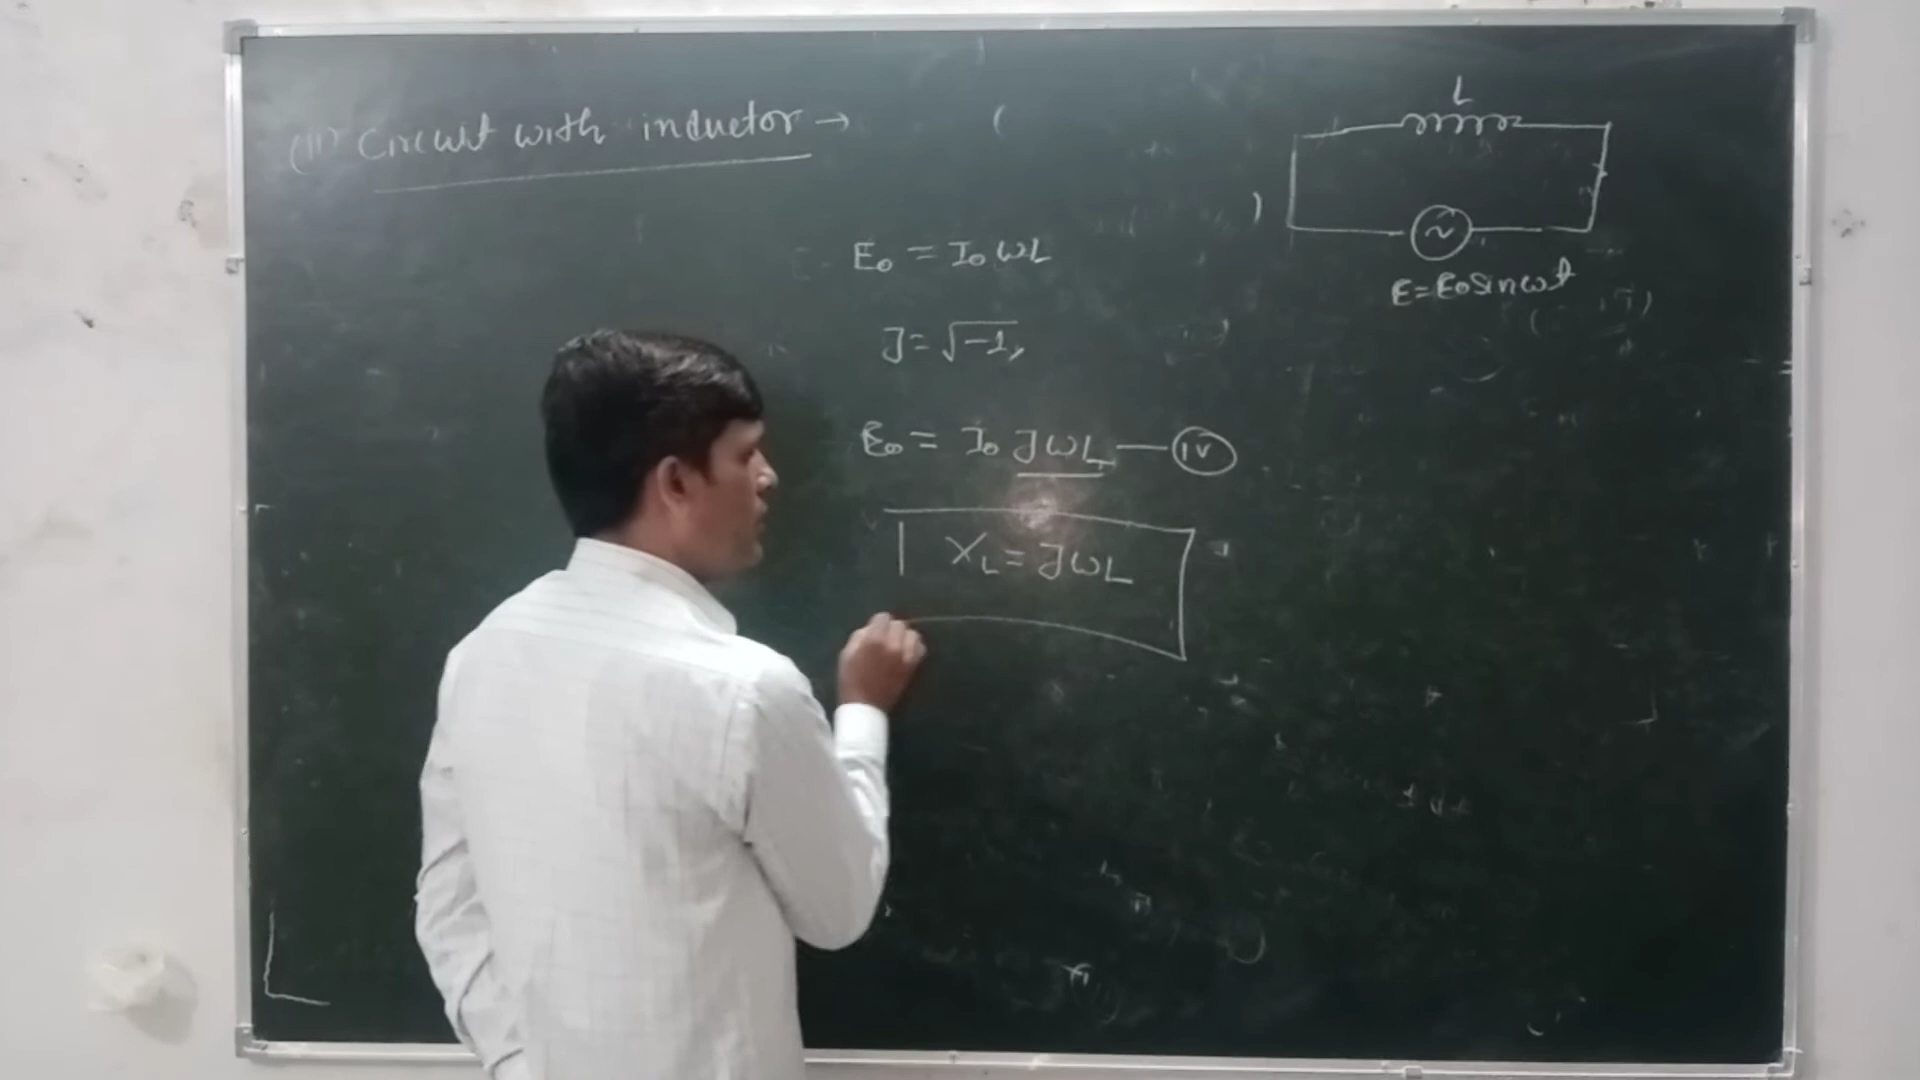 (II) Circuit with inductor →
L
E = E₀ sin ωt
E₀ = I₀ ωL
J = √-1,
E₀ = I₀ JωL — (IV)
X_L = JωL